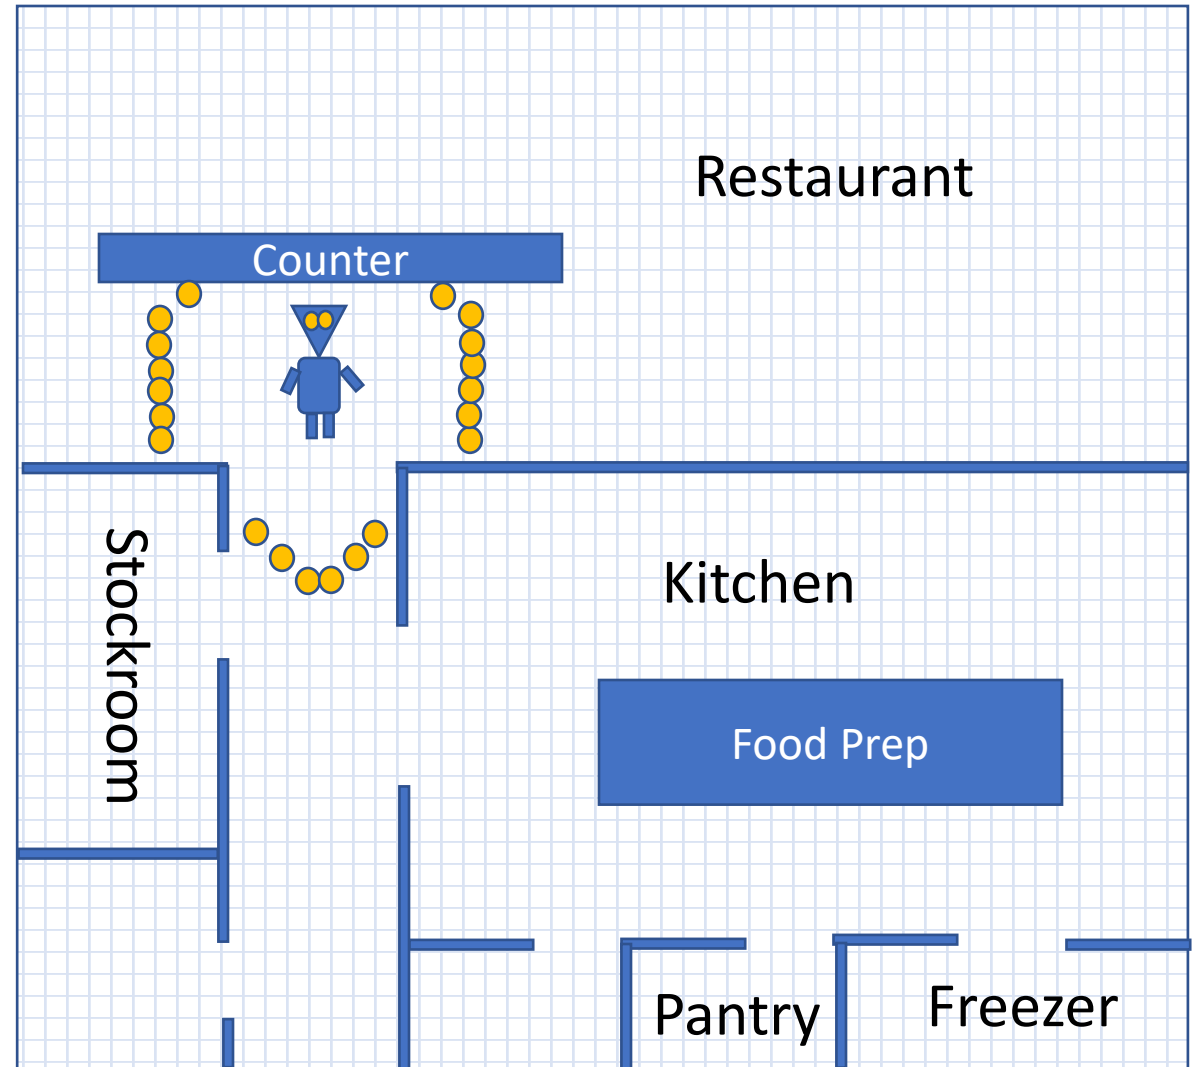 Restaurant
Counter
Stockroom
Kitchen
Food Prep
Pantry
Freezer